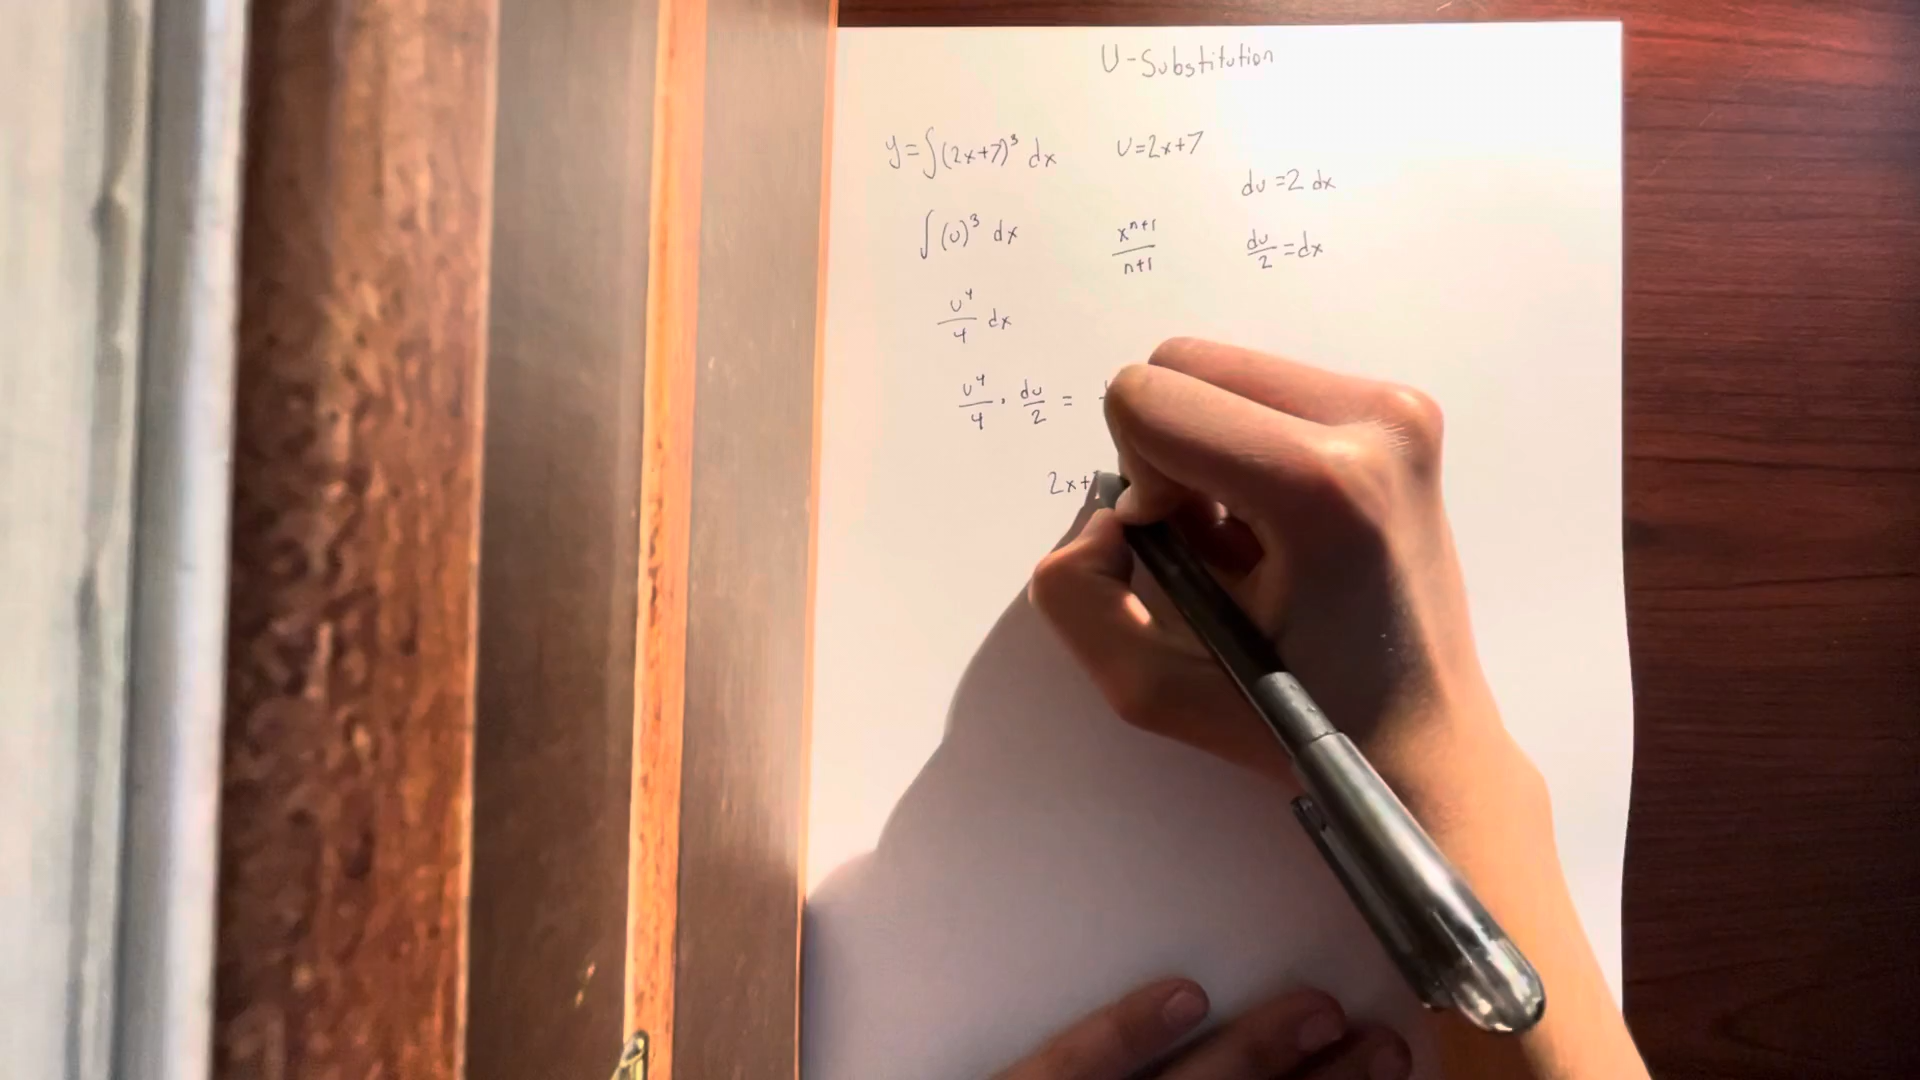 U-Substitution
y=∫(2x+7)³ dx u=2x+7
du=2 dx
∫(u)³ dx xⁿ⁺¹/n+1 du/2=dx
u⁴/4 dx
u⁴/4 · du/2 =
2x+